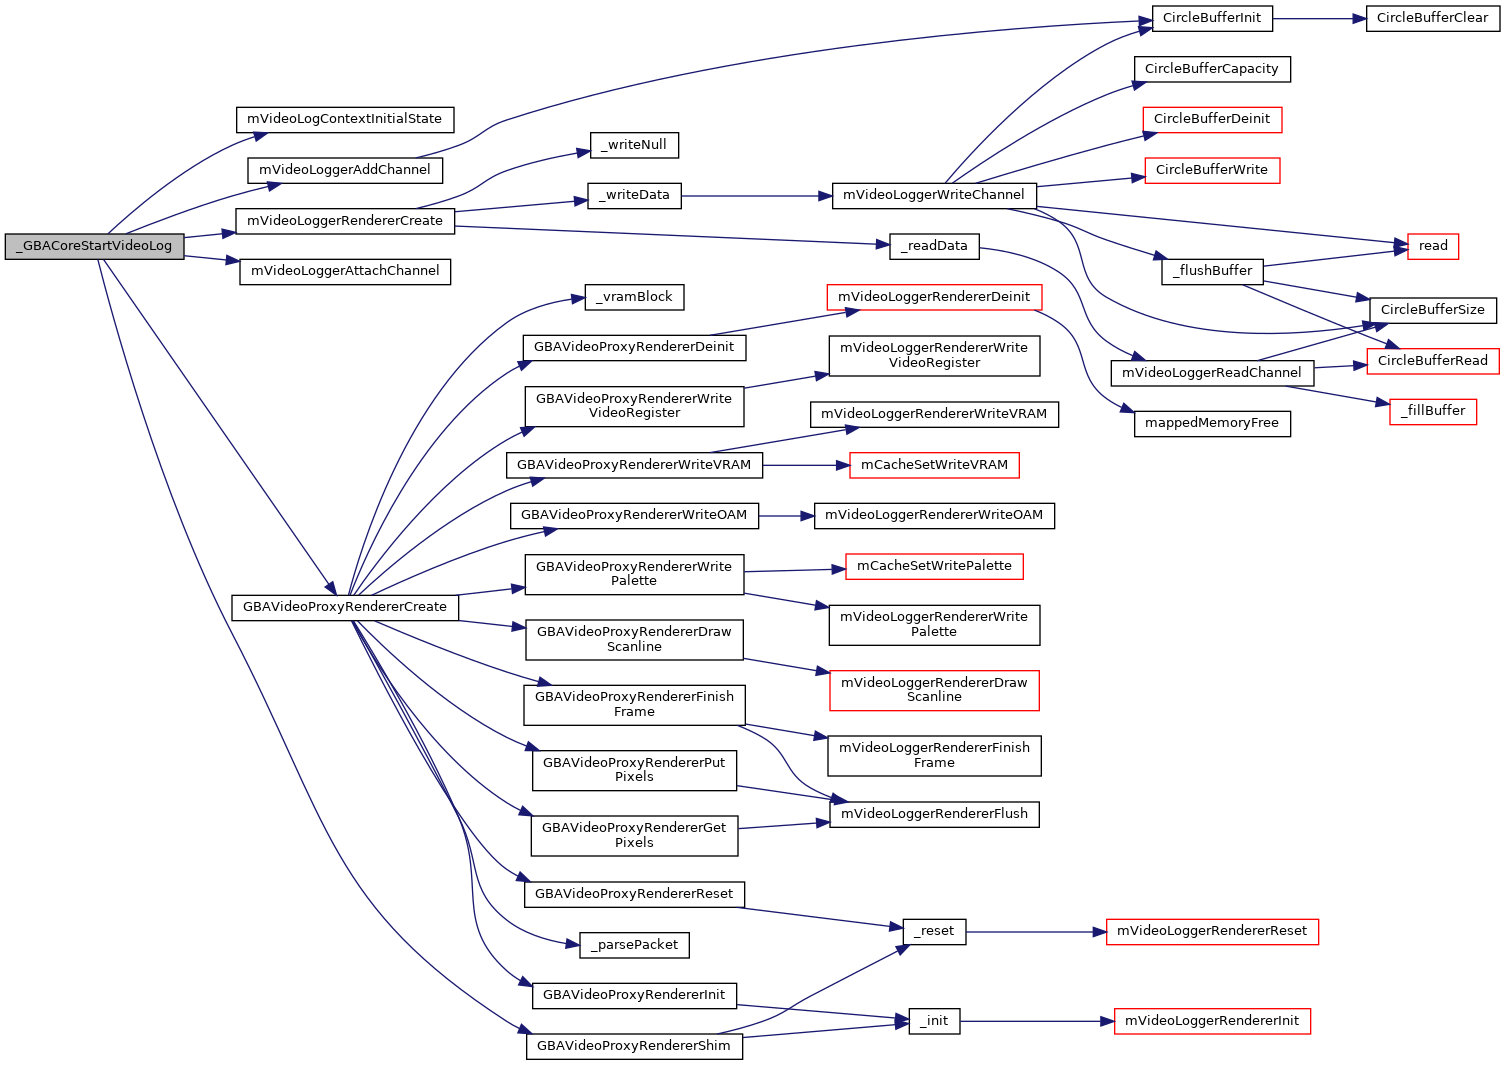 _GBACoreStartVideoLog
mVideoLogContextInitialState
mVideoLoggerAddChannel
mVideoLoggerRendererCreate
mVideoLoggerAttachChannel
GBAVideoProxyRendererCreate
_writeNull
_writeData
_readData
_vramBlock
GBAVideoProxyRendererDeinit
GBAVideoProxyRendererWrite
VideoRegister
GBAVideoProxyRendererWriteVRAM
GBAVideoProxyRendererWriteOAM
GBAVideoProxyRendererWrite
Palette
GBAVideoProxyRendererDraw
Scanline
GBAVideoProxyRendererFinish
Frame
GBAVideoProxyRendererPut
Pixels
GBAVideoProxyRendererGet
Pixels
GBAVideoProxyRendererReset
_parsePacket
GBAVideoProxyRendererInit
GBAVideoProxyRendererShim
mVideoLoggerWriteChannel
mVideoLoggerRendererDeinit
mVideoLoggerRendererWrite
VideoRegister
mVideoLoggerRendererWriteVRAM
mCacheSetWriteVRAM
mVideoLoggerRendererWriteOAM
mCacheSetWritePalette
mVideoLoggerRendererWrite
Palette
mVideoLoggerRendererDraw
Scanline
mVideoLoggerRendererFinish
Frame
mVideoLoggerRendererFlush
_reset
_init
CircleBufferInit
CircleBufferCapacity
CircleBufferDeinit
CircleBufferWrite
_flushBuffer
mVideoLoggerReadChannel
mappedMemoryFree
mVideoLoggerRendererReset
mVideoLoggerRendererInit
CircleBufferClear
read
CircleBufferSize
CircleBufferRead
_fillBuffer